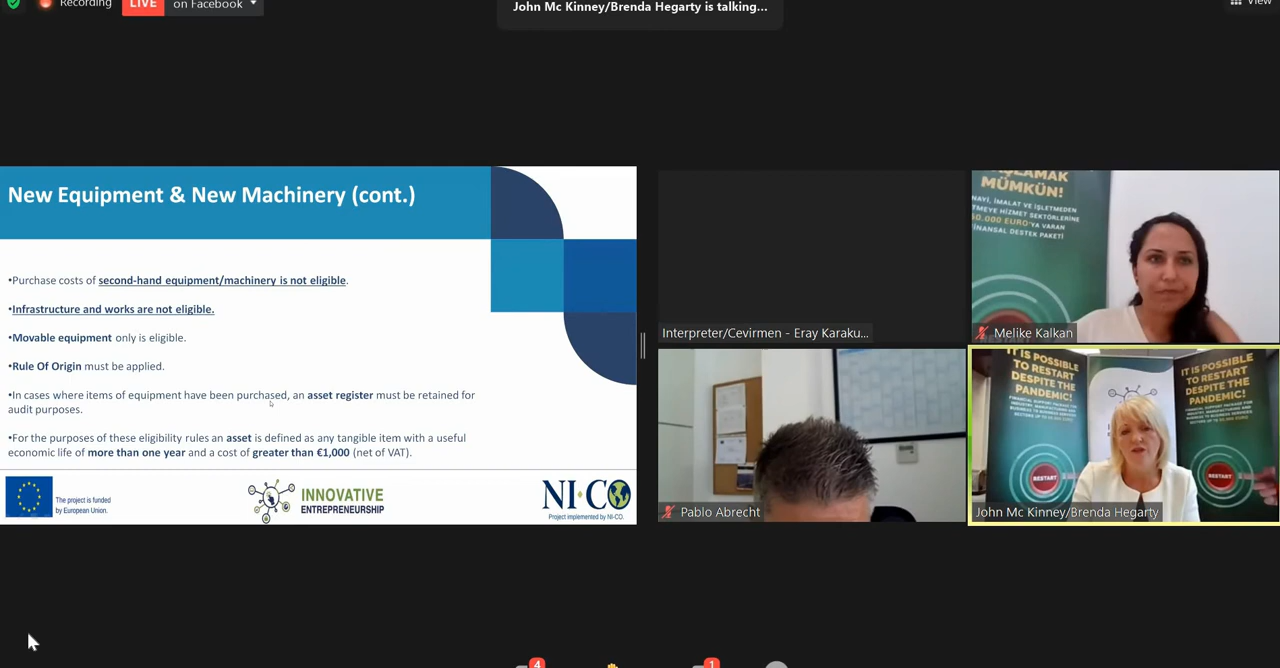 Recording
LIVE
on Facebook
John Mc Kinney/Brenda Hegarty is talking...
View
New Equipment & New Machinery (cont.)
•Purchase costs of second-hand equipment/machinery is not eligible.
•Infrastructure and works are not eligible.
•Movable equipment only is eligible.
•Rule Of Origin must be applied.
•In cases where items of equipment have been purchased, an asset register must be retained for
audit purposes.
•For the purposes of these eligibility rules an asset is defined as any tangible item with a useful
economic life of more than one year and a cost of greater than €1,000 (net of VAT).
The project is funded
by European Union.
INNOVATIVE
ENTREPRENEURSHIP
NI·CO
Project implemented by NI-CO.
Interpreter/Cevirmen - Eray Karaku...
MÜMKÜN!
FİNANSAL DESTEK PAKETİ
Melike Kalkan
Pablo Abrecht
IT IS POSSIBLE
TO RESTART
DESPITE THE
PANDEMIC!
RESTART
IT IS POSSIBLE
TO RESTART
DESPITE THE
PANDEMIC!
RESTART
John Mc Kinney/Brenda Hegarty
4
1